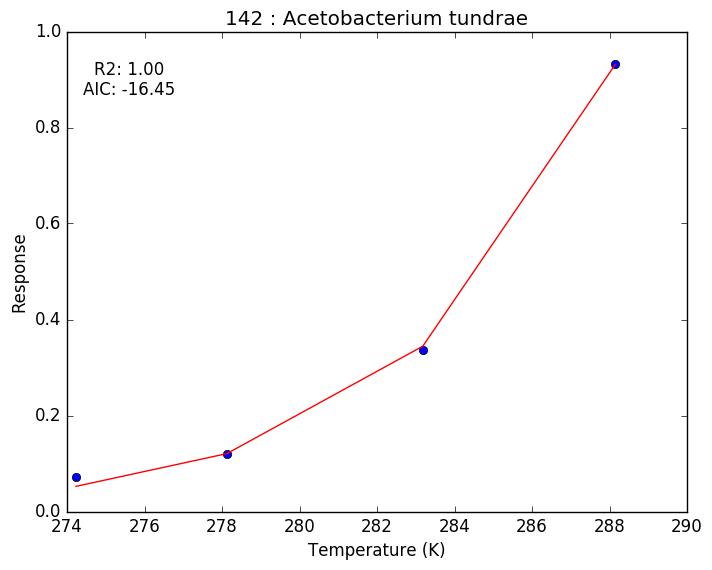 142 : Acetobacterium tundrae
R2: 1.00
AIC: -16.45
1.0
0.8
0.6
0.4
0.2
0.0
Response
274 276 278 280 282 284 286 288 290
Temperature (K)